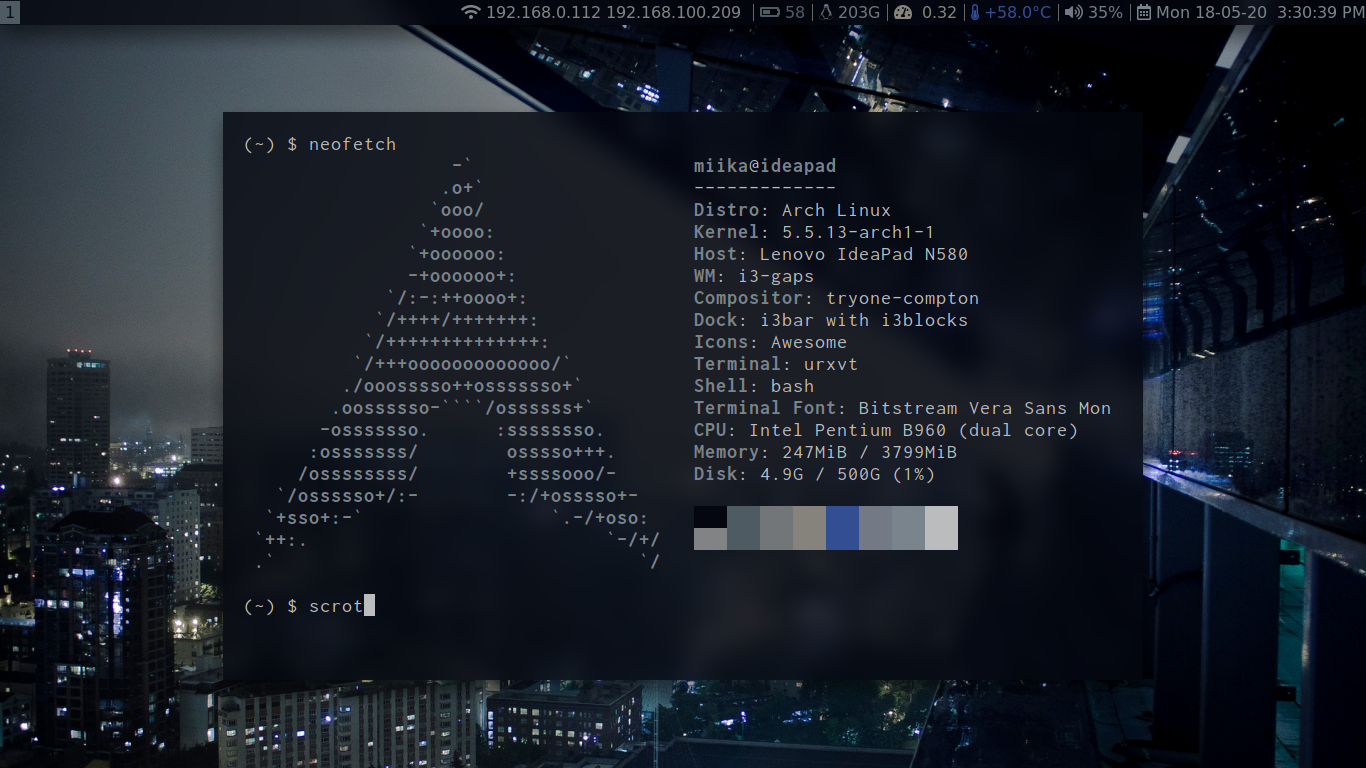 1 192.168.0.112 192.168.100.209 | 58 | 203G | 0.32 | +58.0°C | 35% | Mon 18-05-20 3:30:39 PM
(~) $ neofetch
-`
.o+`
`ooo/
`+oooo:
`+oooooo:
-+oooooo+:
`/:-:++oooo+:
`/++++/+++++++:
`/++++++++++++++:
`/+++ooooooooooooo/`
./ooosssso++osssssso+`
.oossssso-````/ossssss+`
-osssssso. :ssssssso.
:osssssss/ osssso+++.
/ossssssss/ +ssssooo/-
`/ossssso+/:- -:/+osssso+-
`+sso+:-` `.-/+oso:
`++:. `-/+/
.` `/
miika@ideapad
-------------
Distro: Arch Linux
Kernel: 5.5.13-arch1-1
Host: Lenovo IdeaPad N580
WM: i3-gaps
Compositor: tryone-compton
Dock: i3bar with i3blocks
Icons: Awesome
Terminal: urxvt
Shell: bash
Terminal Font: Bitstream Vera Sans Mon
CPU: Intel Pentium B960 (dual core)
Memory: 247MiB / 3799MiB
Disk: 4.9G / 500G (1%)
(~) $ scrot